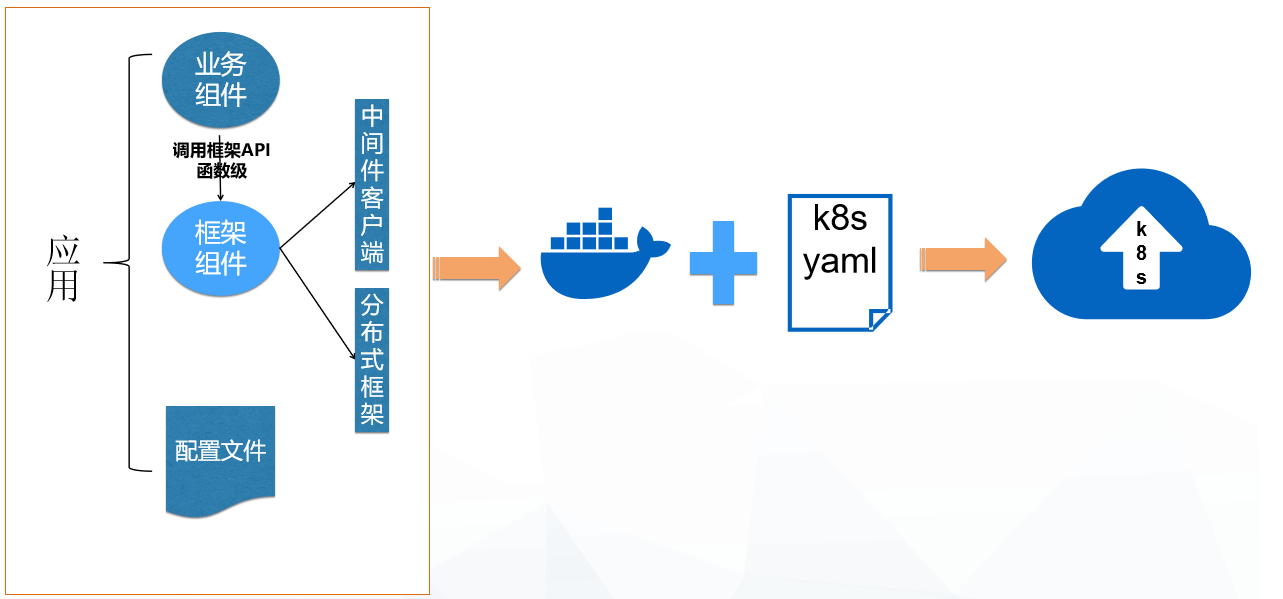 应
用
业务
组件
调用框架API
函数级
框架
组件
配置文件
中
间
件
客
户
端
分
布
式
框
架
k8s
yaml
k
8
s